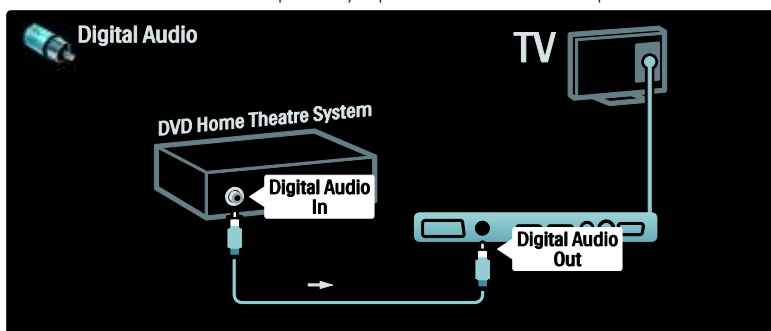 Digital Audio
TV
DVD Home Theatre System
Digital Audio
In
Digital Audio
Out